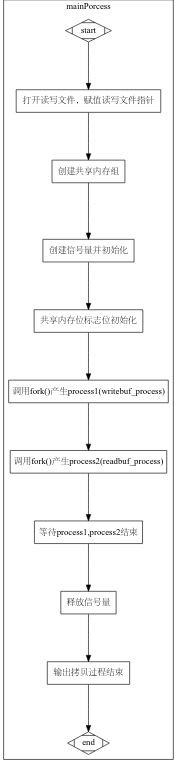 mainPorcess
start
打开读写文件，赋值读写文件指针
创建共享内存组
创建信号量并初始化
共享内存位标志位初始化
调用fork()产生process1(writebuf_process)
调用fork()产生process2(readbuf_process)
等待process1,process2结束
释放信号量
输出拷贝过程结束
end